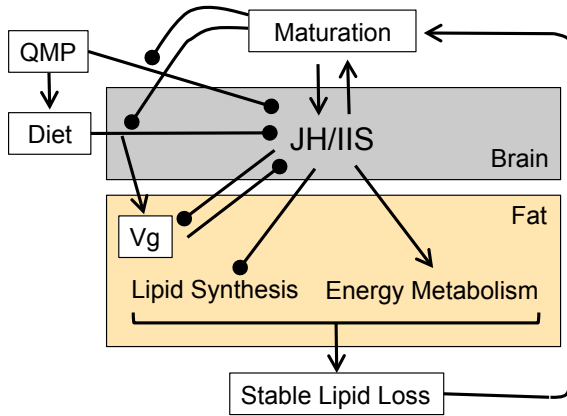 Maturation
QMP
Diet
JH/IIS
Brain
Fat
Vg
Lipid Synthesis
Energy Metabolism
Stable Lipid Loss